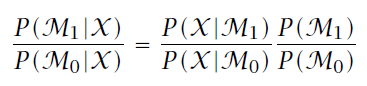 P(ℳ₁|𝒳) / P(ℳ₀|𝒳) = P(𝒳|ℳ₁) / P(𝒳|ℳ₀) P(ℳ₁) / P(ℳ₀)